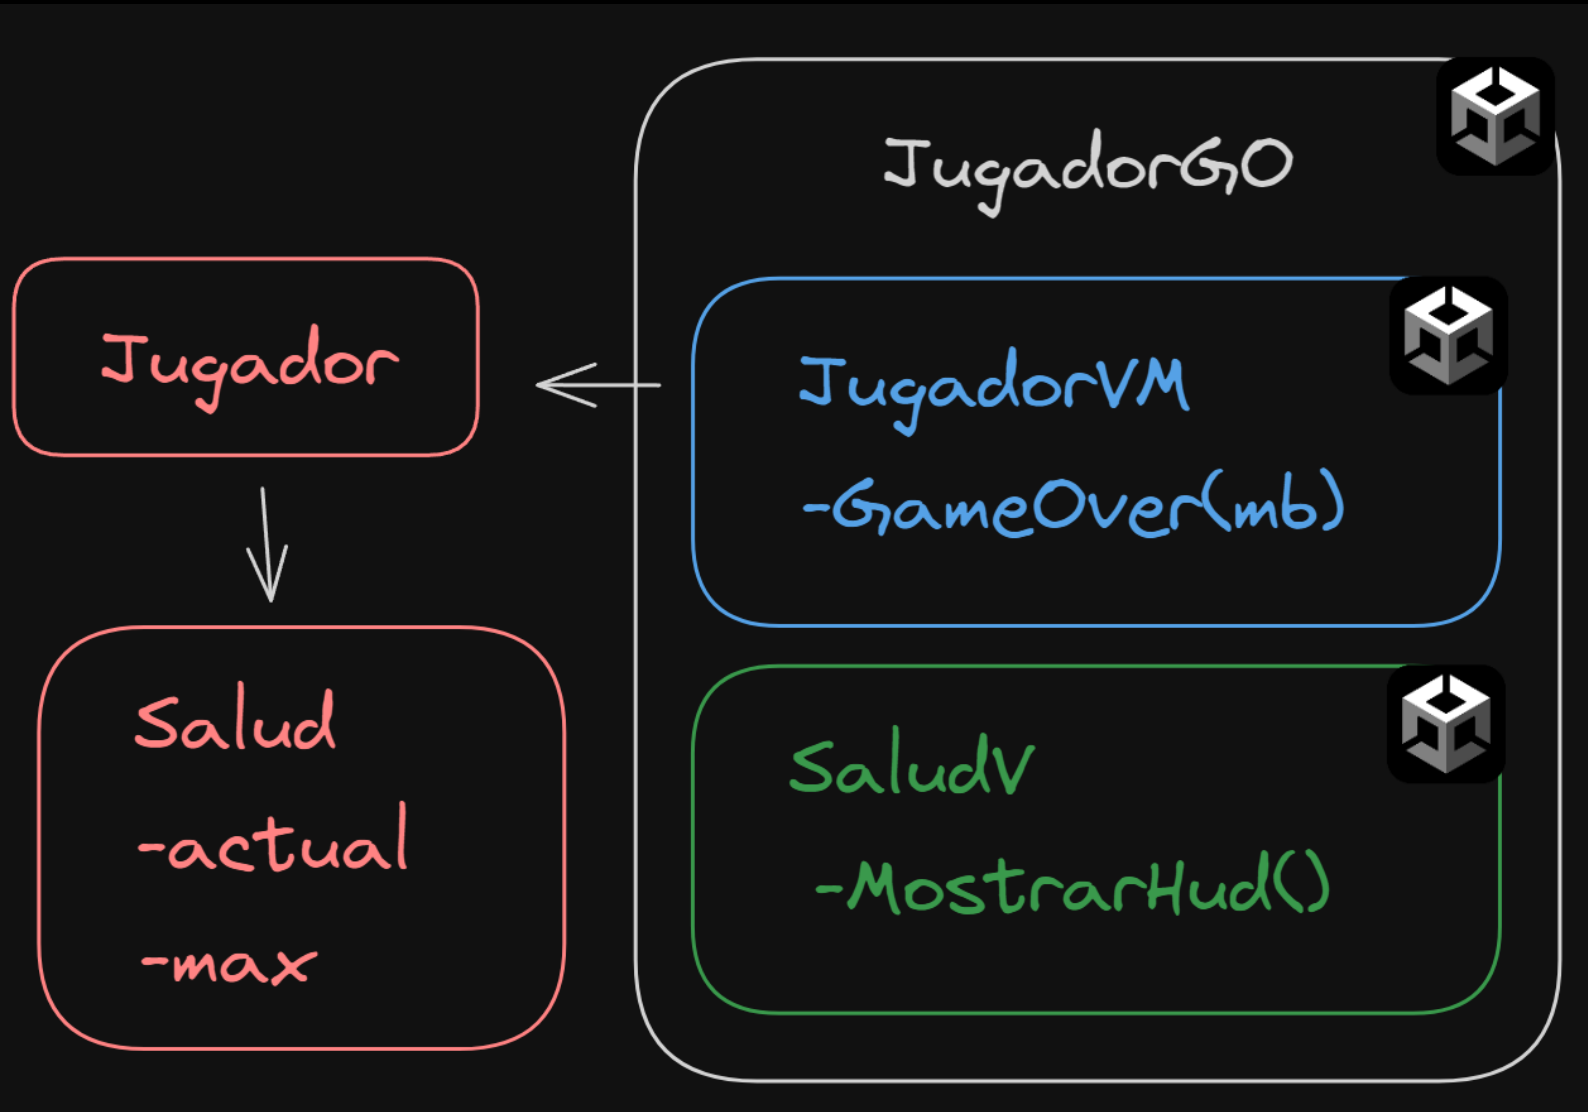 JugadorGO
Jugador
JugadorVM
-GameOver(mb)
Salud
-actual
-max
SaludV
-MostrarHud()